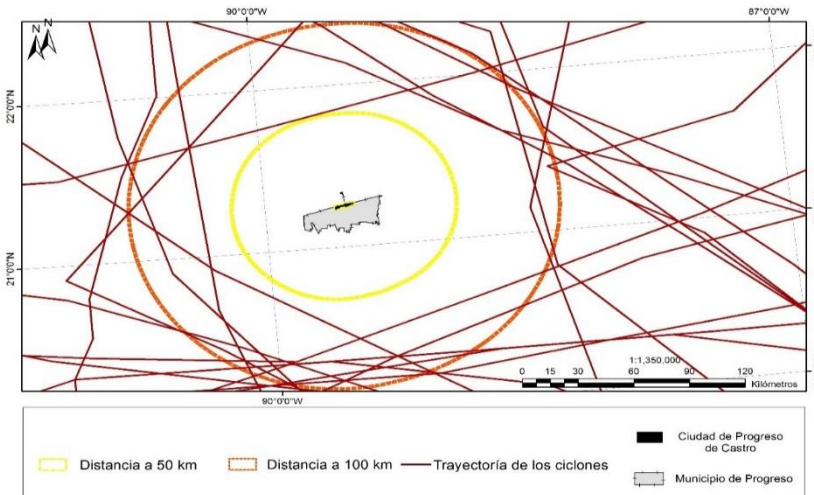 90°0'0"W
87°0'0"W
N
N
22°0'0"N
21°0'0"N
1:1,350,000
0 15 30 60 90 120
Kilómetros
90°0'0"W
Distancia a 50 km
Distancia a 100 km
Trayectoría de los ciclones
Ciudad de Progreso
de Castro
Municipio de Progreso